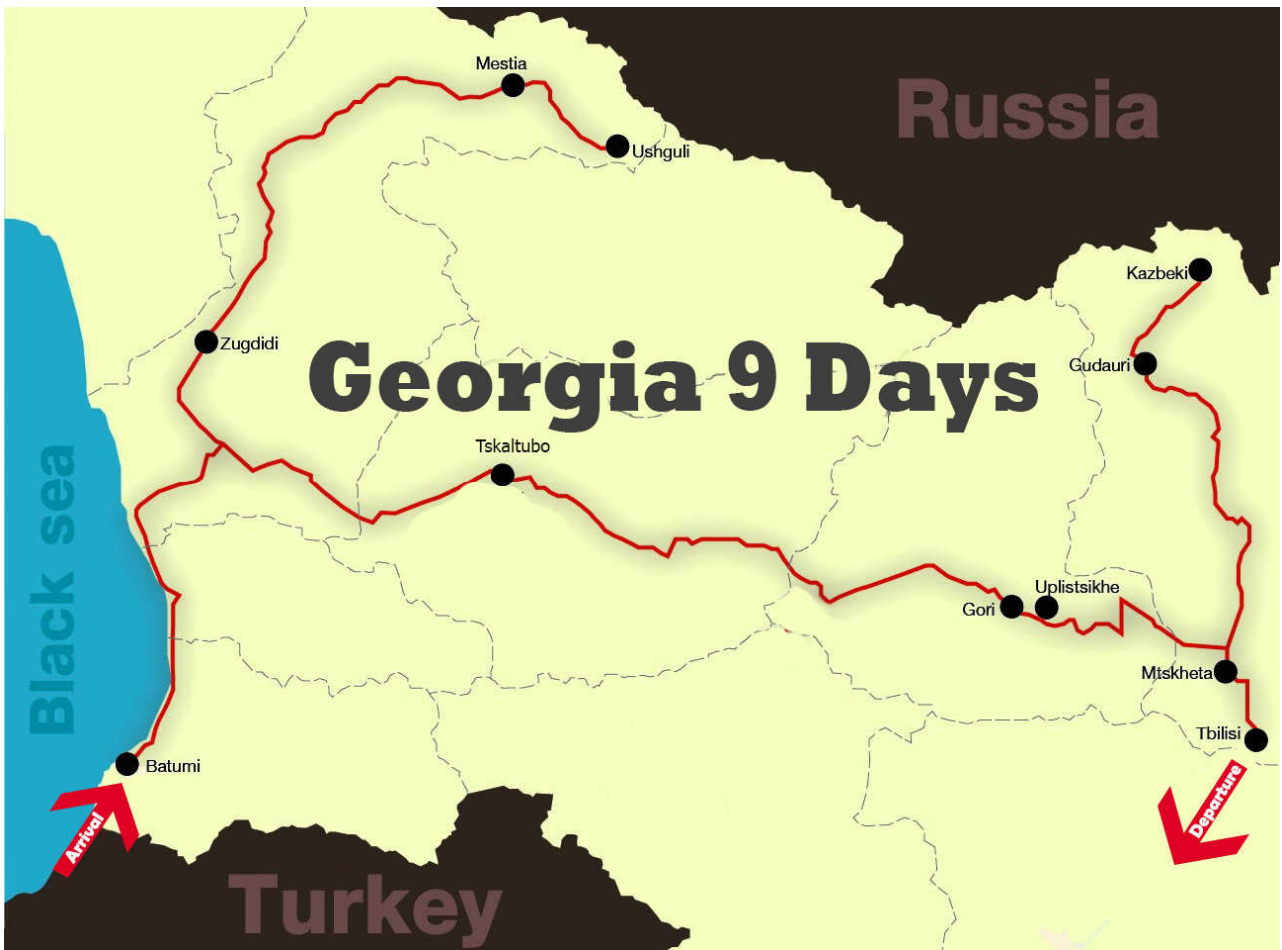 Mestia
Russia
Ushguli
Kazbeki
Zugdidi
Georgia 9 Days
Gudauri
Tskaltubo
Black sea
Uplistsikhe
Gori
Mtskheta
Tbilisi
Batumi
Arrival
Departure
Turkey